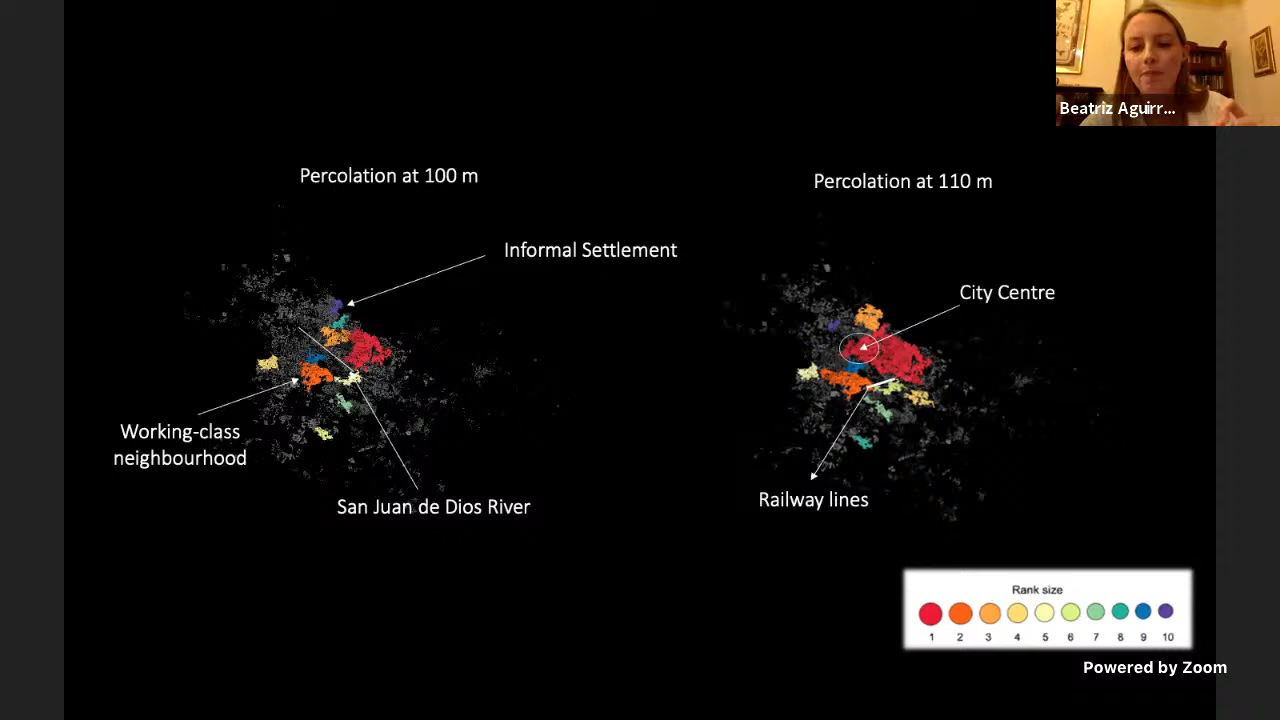 Beatriz Aguirr...
Percolation at 100 m
Percolation at 110 m
Informal Settlement
City Centre
Working-class
neighbourhood
San Juan de Dios River
Railway lines
Rank size
1 2 3 4 5 6 7 8 9 10
Powered by Zoom